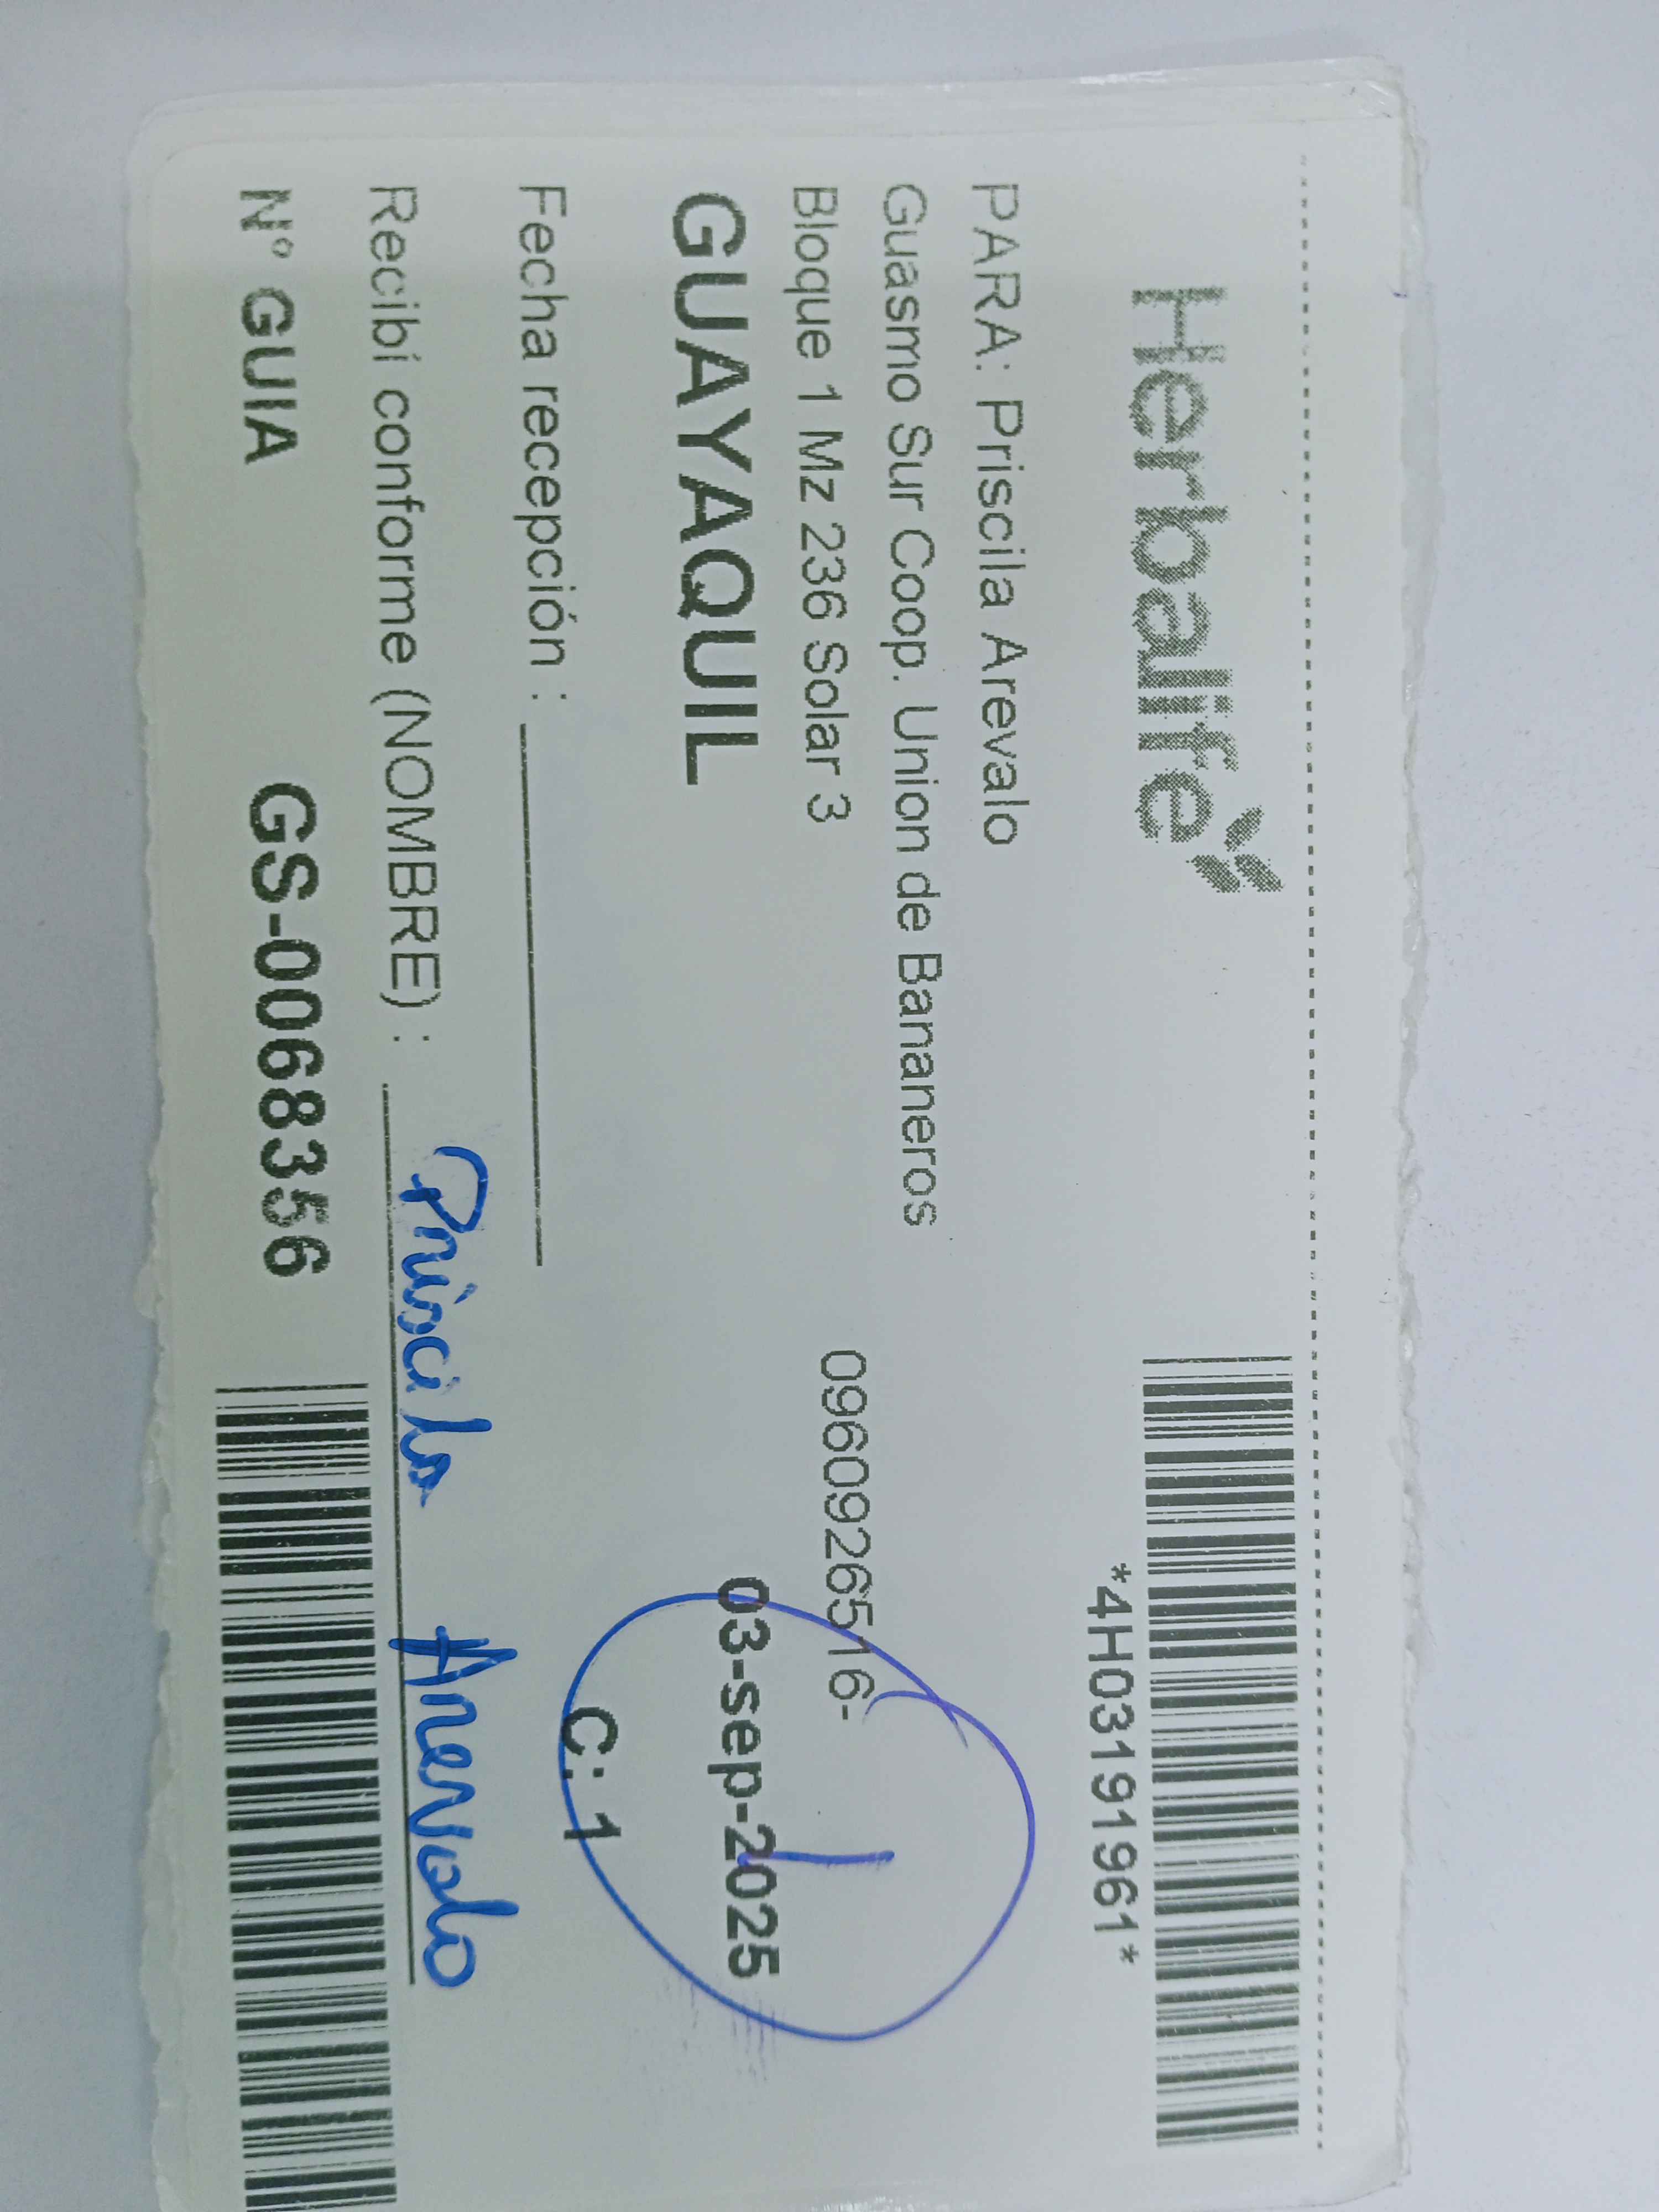 Herbalife
*4H03191961*
PARA: Priscila Arevalo
Guasmo Sur Coop. Union de Bananeros
Bloque 1 Mz 236 Solar 3
0960926516-
GUAYAQUIL
03-sep-2025
1
Fecha recepción :
C: 1
Recibí conforme (NOMBRE) : Priscila Arevalo
N° GUIA GS-0068356